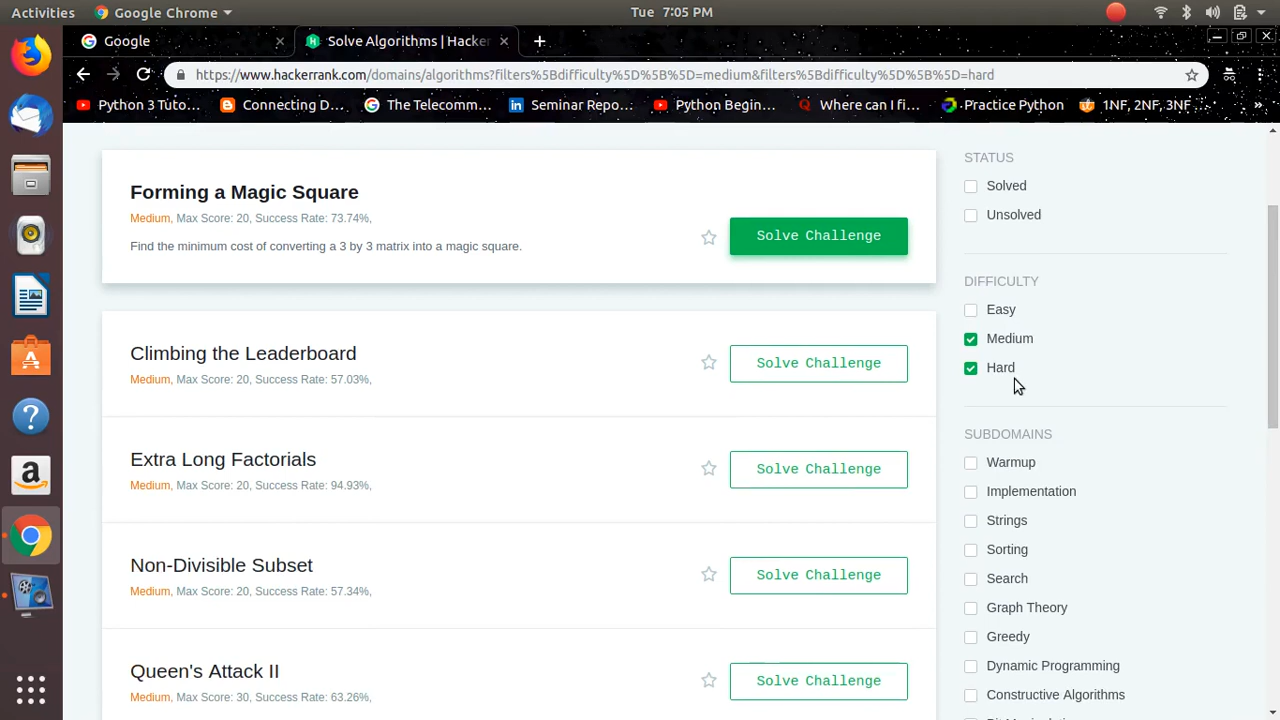 Activities
Google Chrome
Tue 7:05 PM
Google
Solve Algorithms | Hacker
https://www.hackerrank.com/domains/algorithms?filters%5Bdifficulty%5D%5B%5D=medium&filters%5Bdifficulty%5D%5B%5D=hard
Python 3 Tuto...
Connecting D...
The Telecomm...
Seminar Repo...
Python Begin...
Where can I fi...
Practice Python
1NF, 2NF, 3NF ...
»
Forming a Magic Square
Medium, Max Score: 20, Success Rate: 73.74%,
Find the minimum cost of converting a 3 by 3 matrix into a magic square.
Solve Challenge
Climbing the Leaderboard
Medium, Max Score: 20, Success Rate: 57.03%,
Solve Challenge
Extra Long Factorials
Medium, Max Score: 20, Success Rate: 94.93%,
Solve Challenge
Non-Divisible Subset
Medium, Max Score: 20, Success Rate: 57.34%,
Solve Challenge
Queen's Attack II
Medium, Max Score: 30, Success Rate: 63.26%,
Solve Challenge
STATUS
Solved
Unsolved
DIFFICULTY
Easy
Medium
Hard
SUBDOMAINS
Warmup
Implementation
Strings
Sorting
Search
Graph Theory
Greedy
Dynamic Programming
Constructive Algorithms